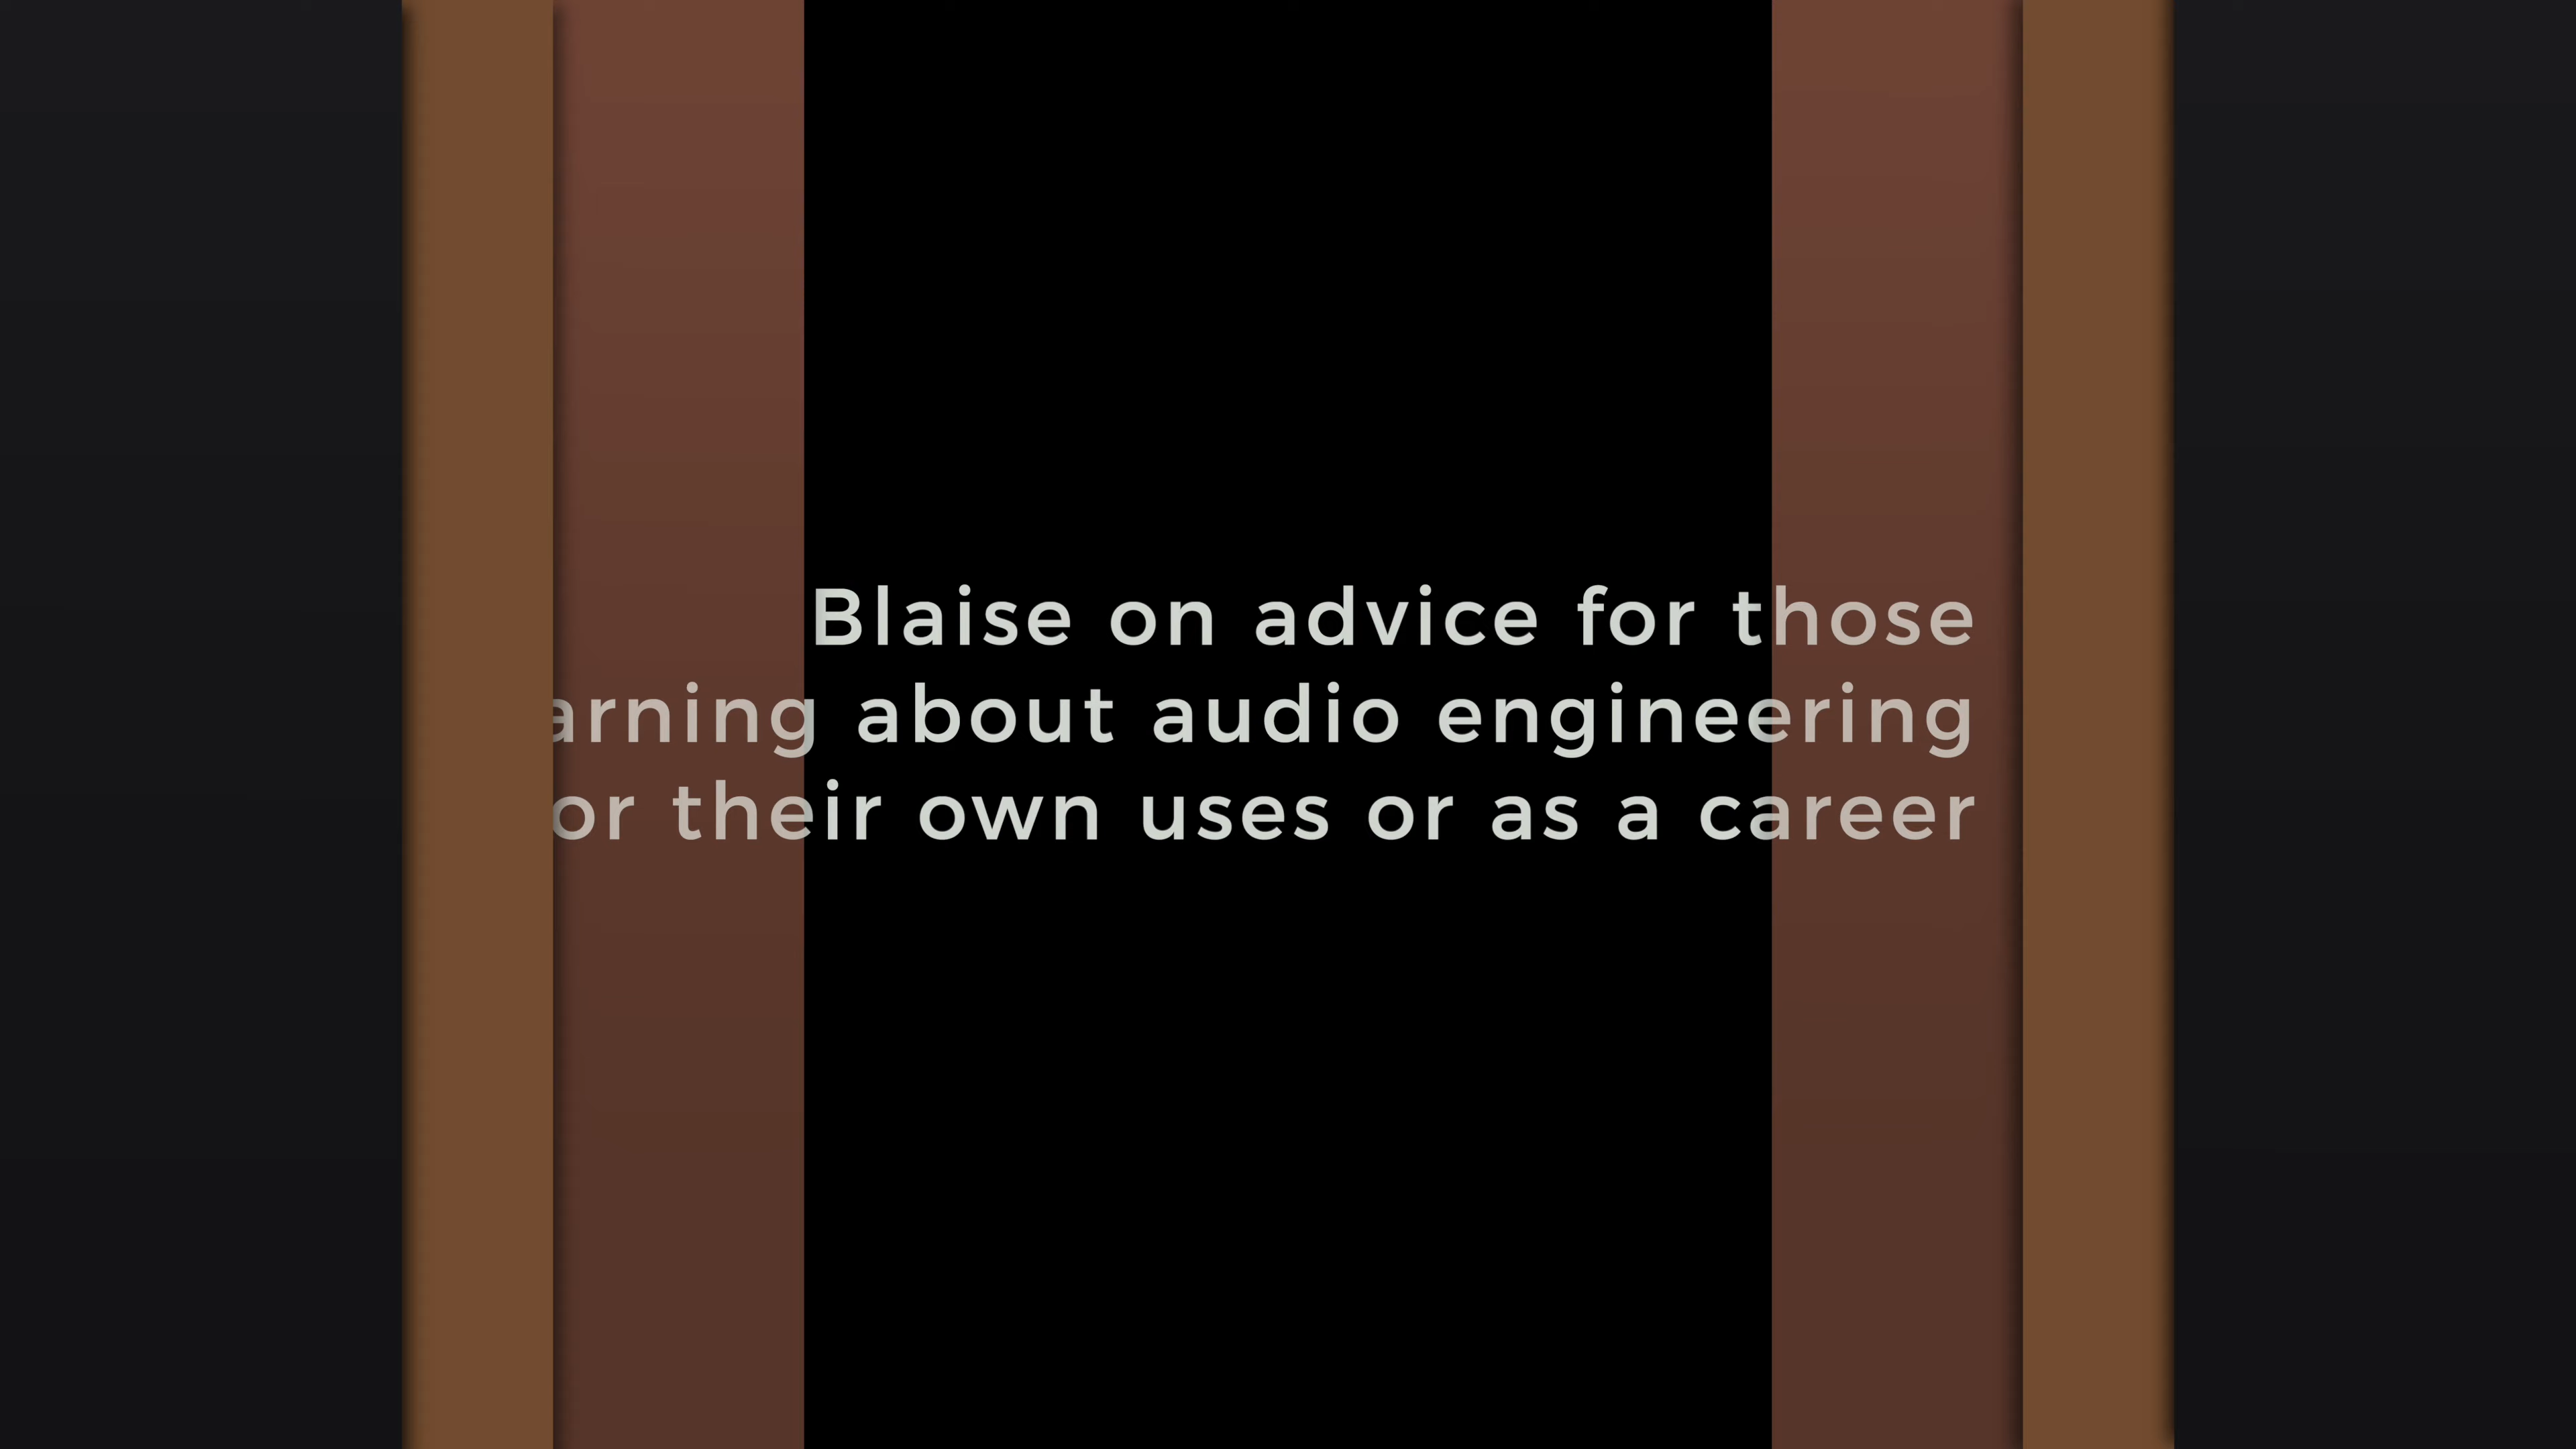 Blaise on advice for those
arning about audio engineering
or their own uses or as a career